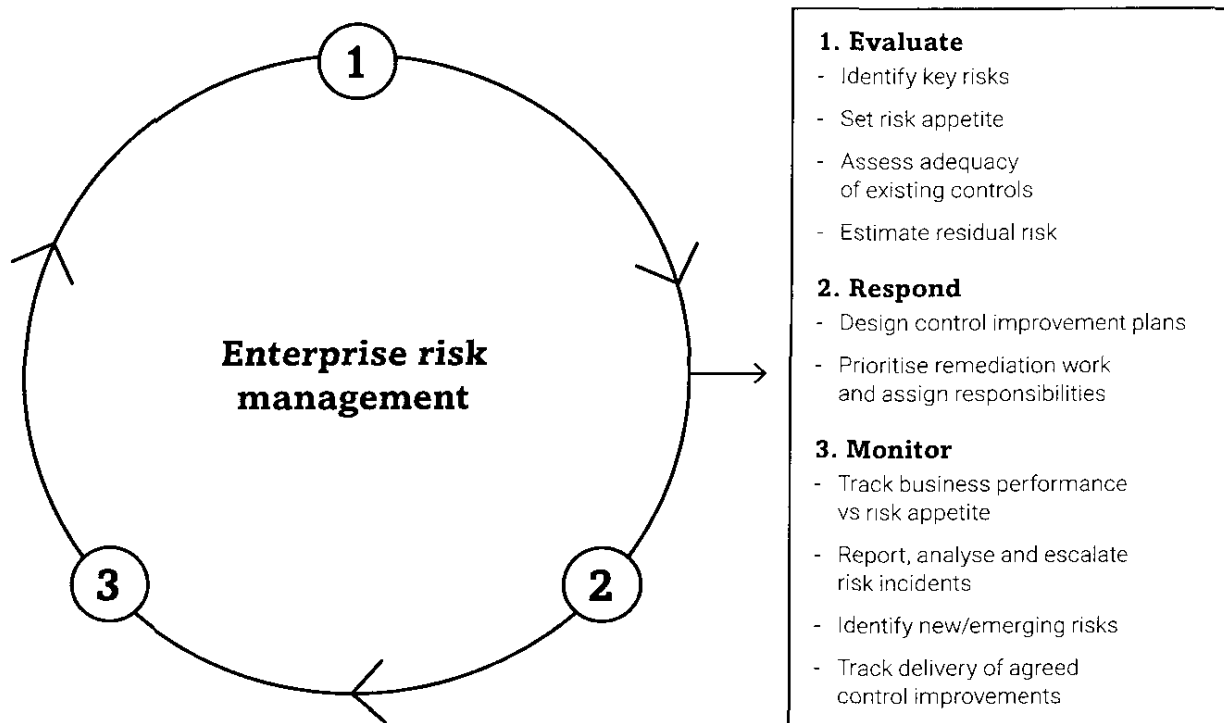 1
2
3
Enterprise risk
management
1. Evaluate
- Identify key risks
- Set risk appetite
- Assess adequacy
of existing controls
- Estimate residual risk
2. Respond
- Design control improvement plans
- Prioritise remediation work
and assign responsibilities
3. Monitor
- Track business performance
vs risk appetite
- Report, analyse and escalate
risk incidents
- Identify new/emerging risks
- Track delivery of agreed
control improvements